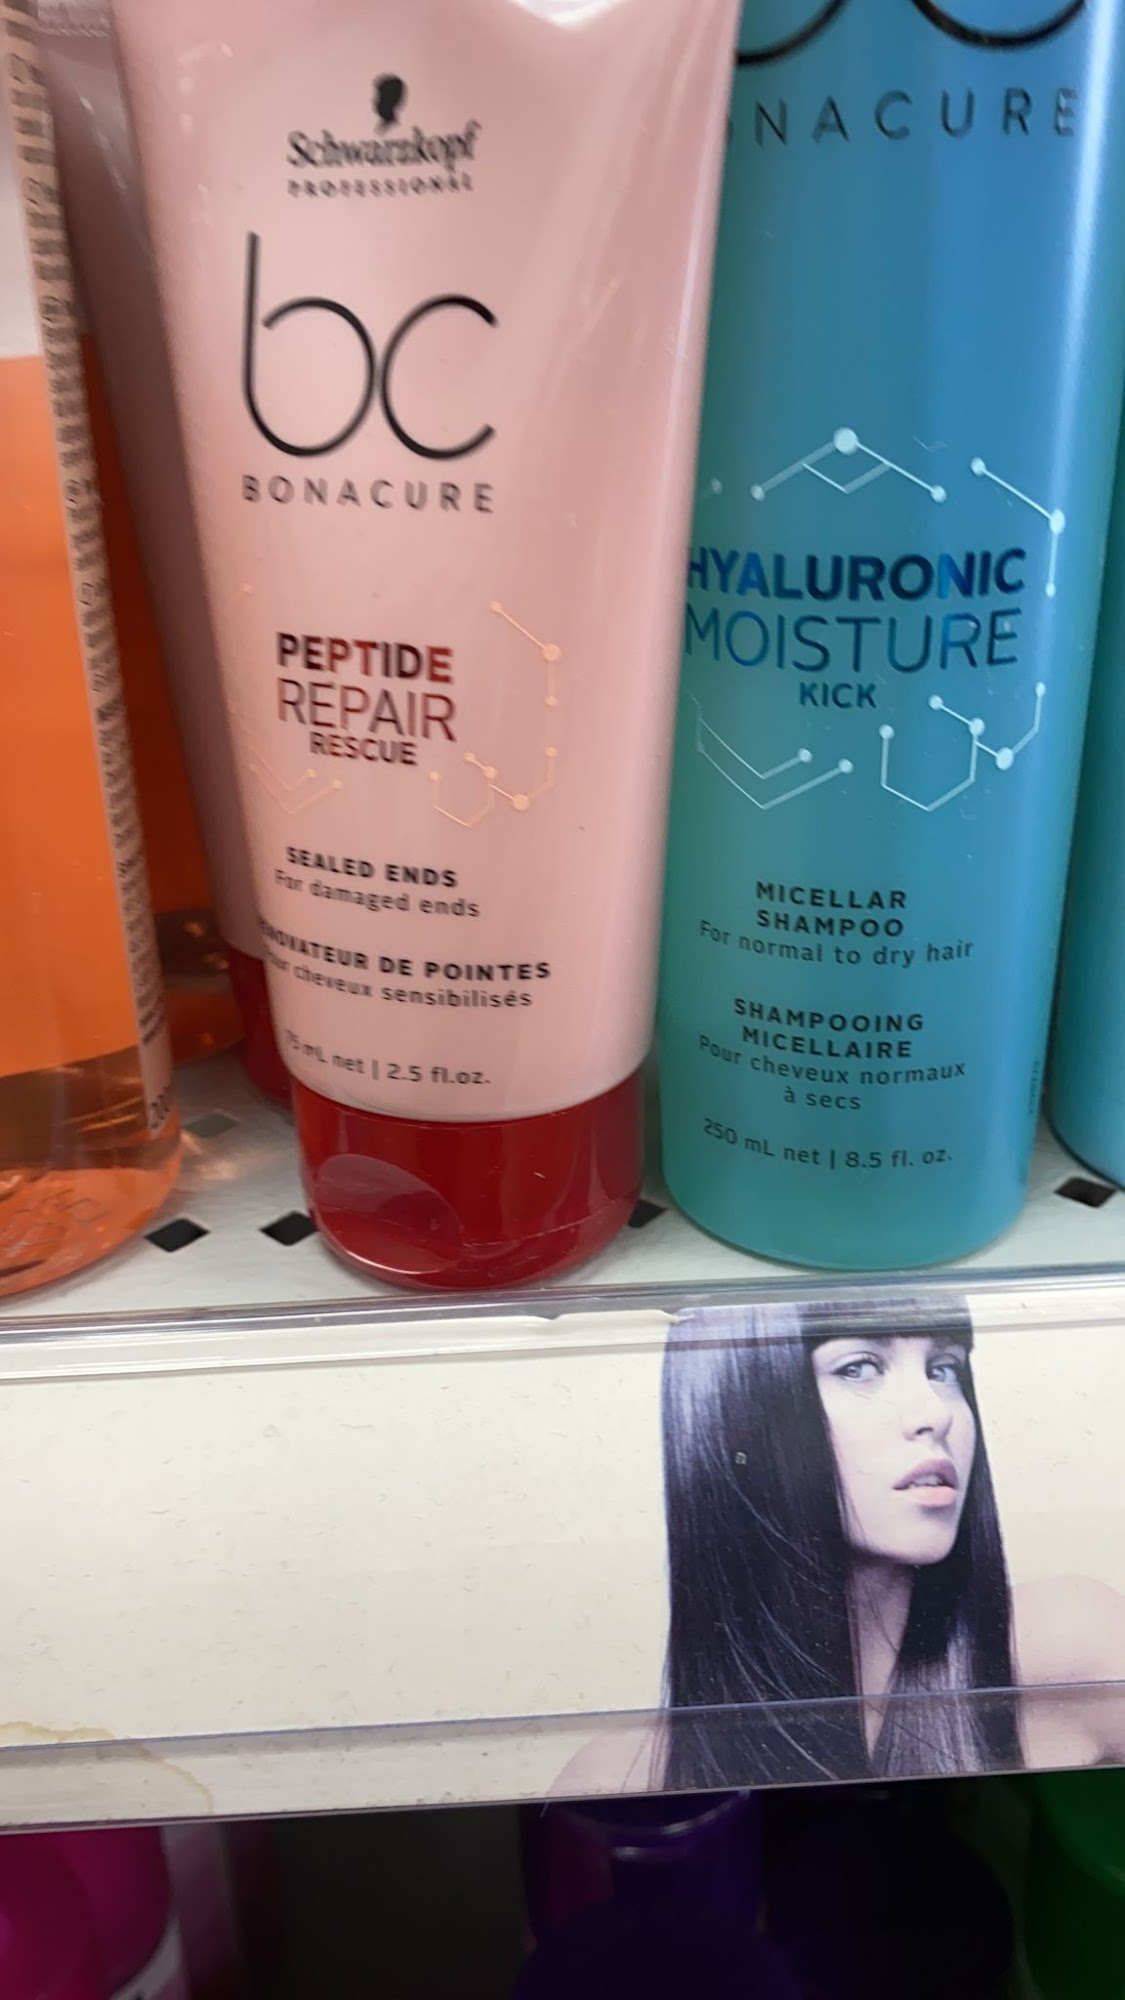 Schwarzkopf
PROFESSIONAL
bc
BONACURE
PEPTIDE
REPAIR
RESCUE
SEALED ENDS
For damaged ends
DE POINTES
cheveux sensibilisés
mL net | 2.5 fl.oz.
bc
NACURE
HYALURONIC
MOISTURE
KICK
MICELLAR
SHAMPOO
For normal to dry hair
SHAMPOOING
MICELLAIRE
Pour cheveux normaux
à secs
250 mL net | 8.5 fl. oz.